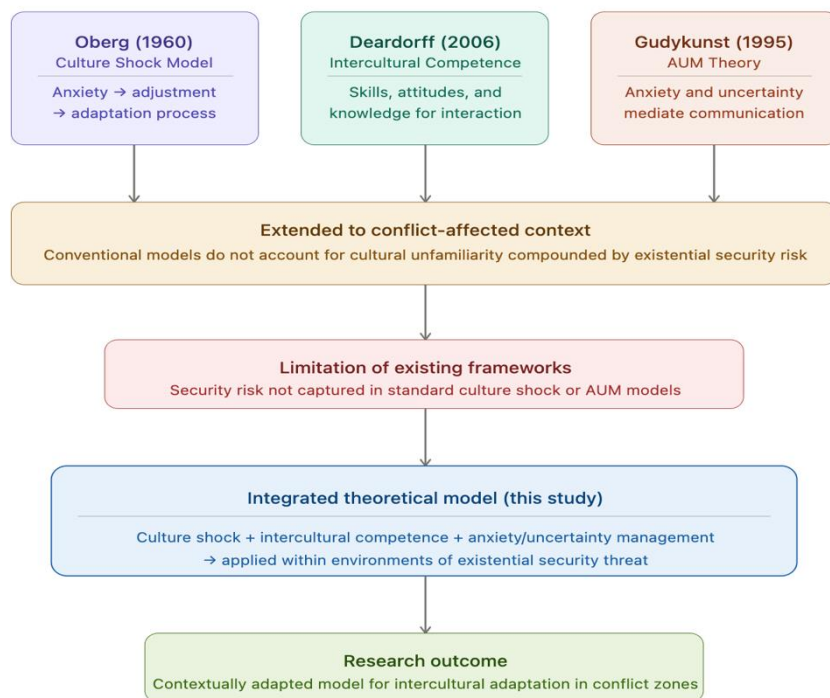 Oberg (1960)
Culture Shock Model
Anxiety → adjustment
→ adaptation process
Deardorff (2006)
Intercultural Competence
Skills, attitudes, and
knowledge for interaction
Gudykunst (1995)
AUM Theory
Anxiety and uncertainty
mediate communication
Extended to conflict-affected context
Conventional models do not account for cultural unfamiliarity compounded by existential security risk
Limitation of existing frameworks
Security risk not captured in standard culture shock or AUM models
Integrated theoretical model (this study)
Culture shock + intercultural competence + anxiety/uncertainty management
→ applied within environments of existential security threat
Research outcome
Contextually adapted model for intercultural adaptation in conflict zones